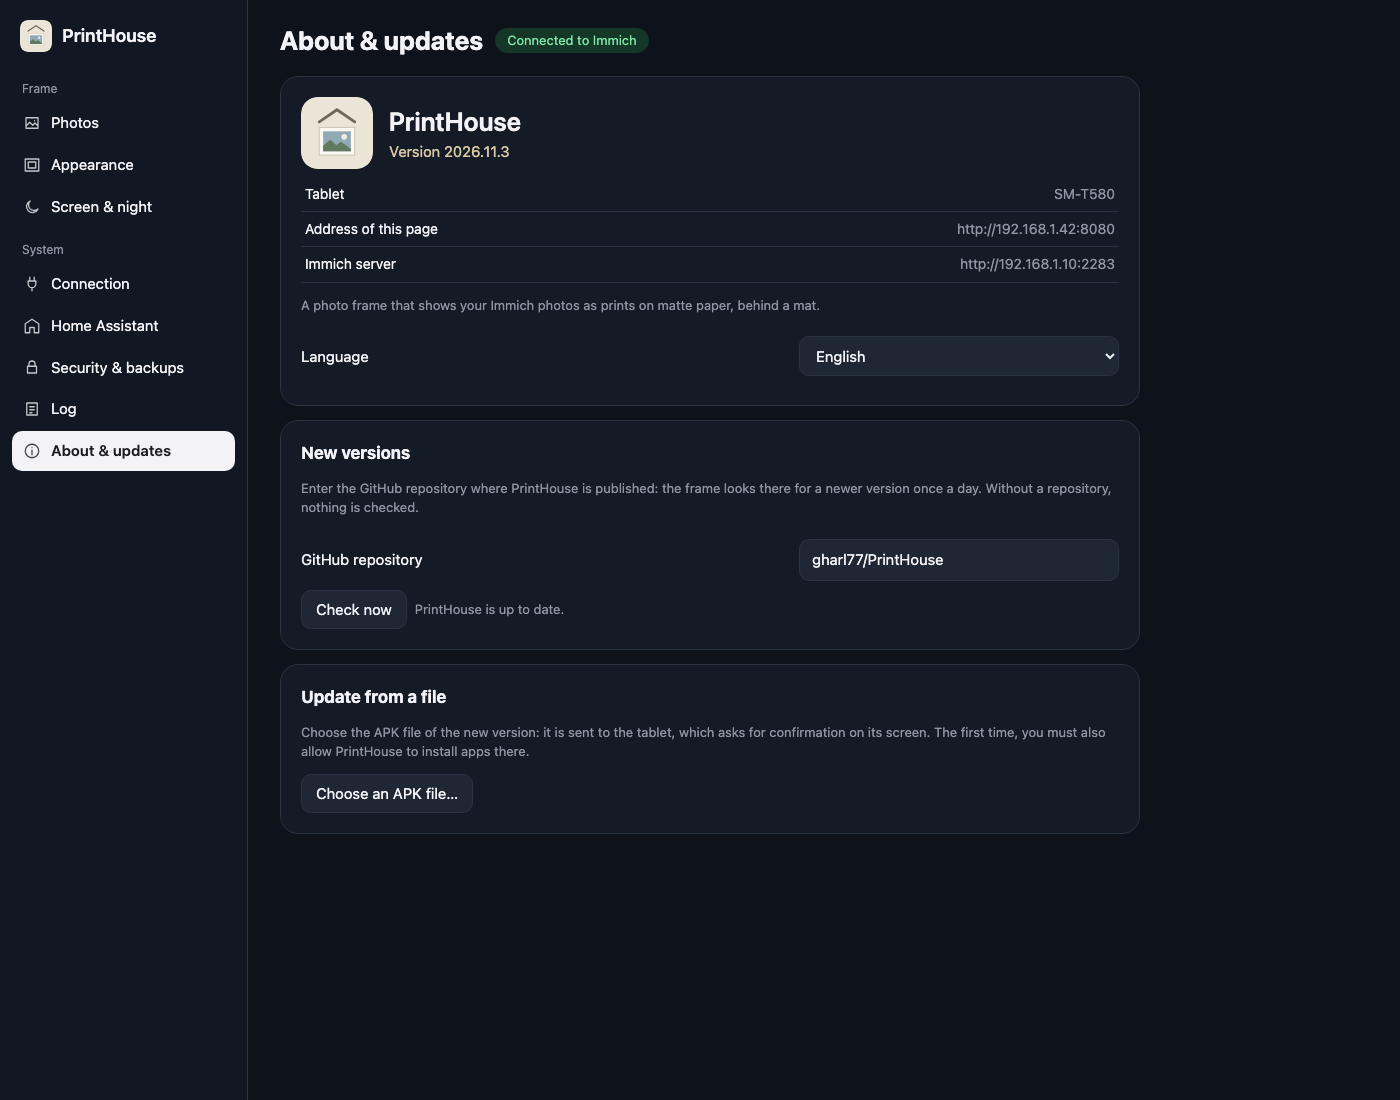 PrintHouse
Frame
Photos
Appearance
Screen & night
System
Connection
Home Assistant
Security & backups
Log
About & updates
About & updates
Connected to Immich
PrintHouse
Version 2026.11.3
Tablet SM-T580
Address of this page http://192.168.1.42:8080
Immich server http://192.168.1.10:2283
A photo frame that shows your Immich photos as prints on matte paper, behind a mat.
Language English
New versions
Enter the GitHub repository where PrintHouse is published: the frame looks there for a newer version once a day. Without a repository,
nothing is checked.
GitHub repository gharl77/PrintHouse
Check now PrintHouse is up to date.
Update from a file
Choose the APK file of the new version: it is sent to the tablet, which asks for confirmation on its screen. The first time, you must also
allow PrintHouse to install apps there.
Choose an APK file...